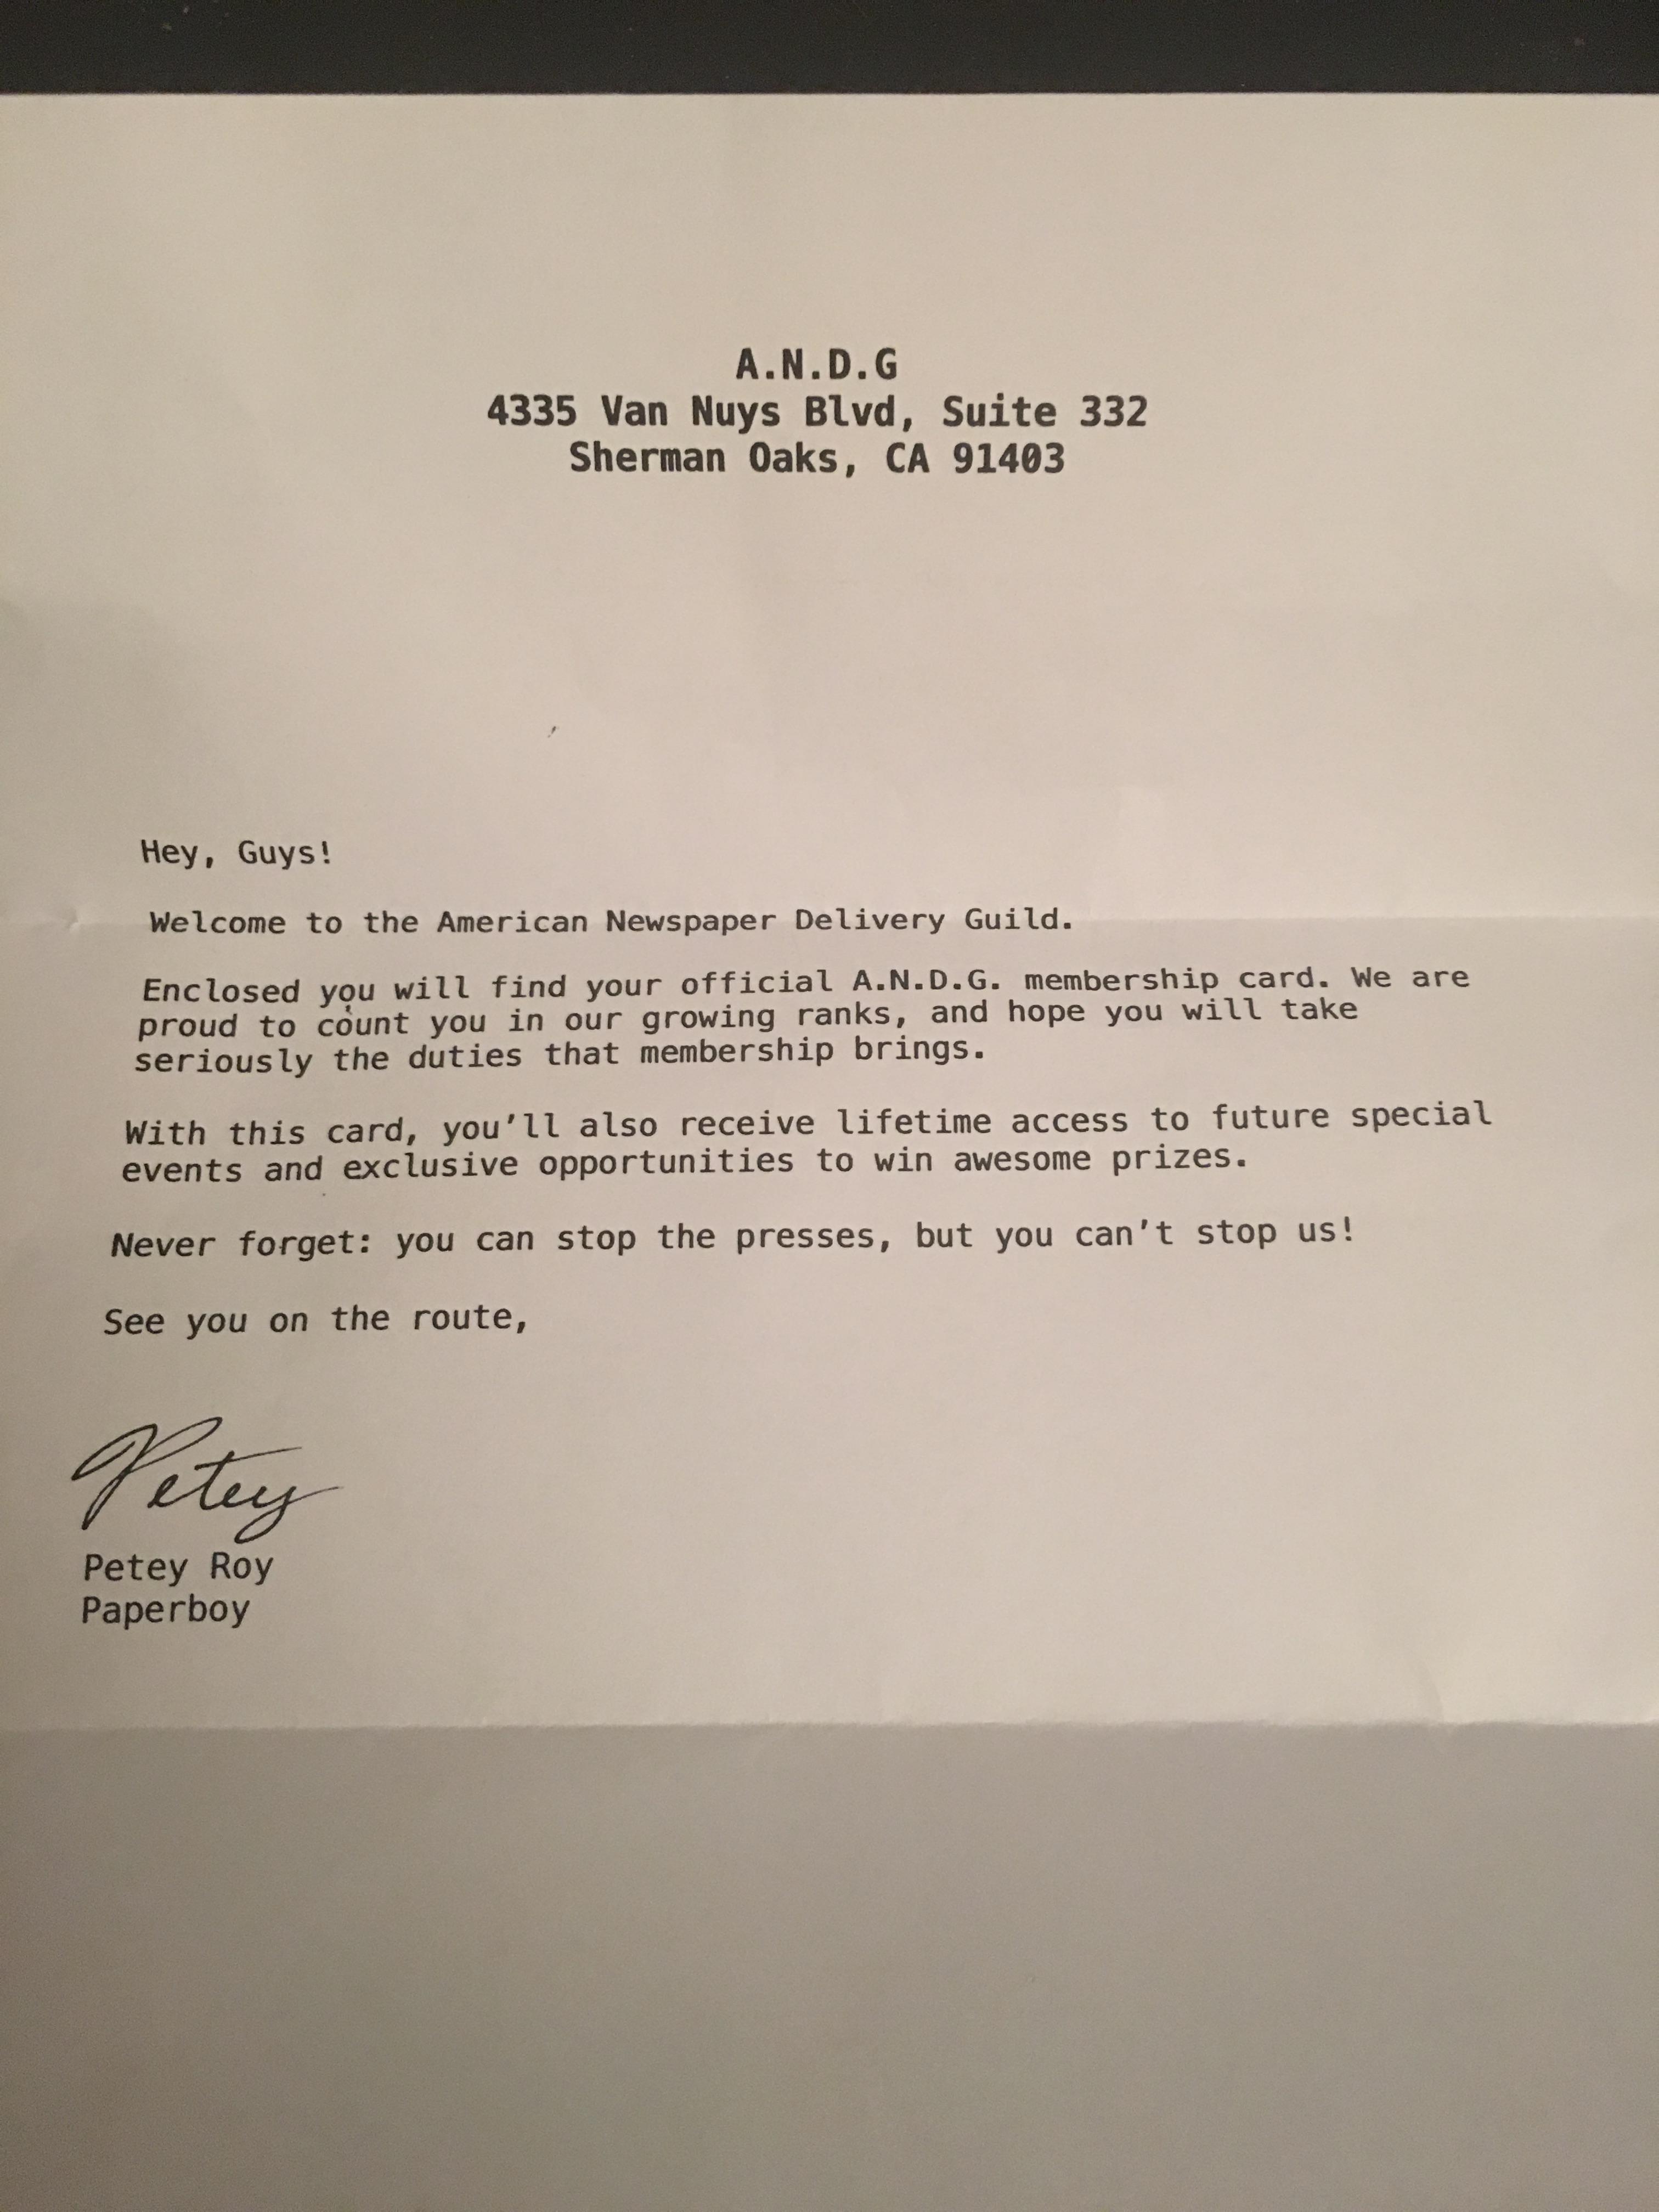 A.N.D.G
4335 Van Nuys Blvd, Suite 332
Sherman Oaks, CA 91403
Hey, Guys!
Welcome to the American Newspaper Delivery Guild.
Enclosed you will find your official A.N.D.G. membership card. We are
proud to count you in our growing ranks, and hope you will take
seriously the duties that membership brings.
With this card, you’ll also receive lifetime access to future special
events and exclusive opportunities to win awesome prizes.
Never forget: you can stop the presses, but you can’t stop us!
See you on the route,
Petey
Petey Roy
Paperboy